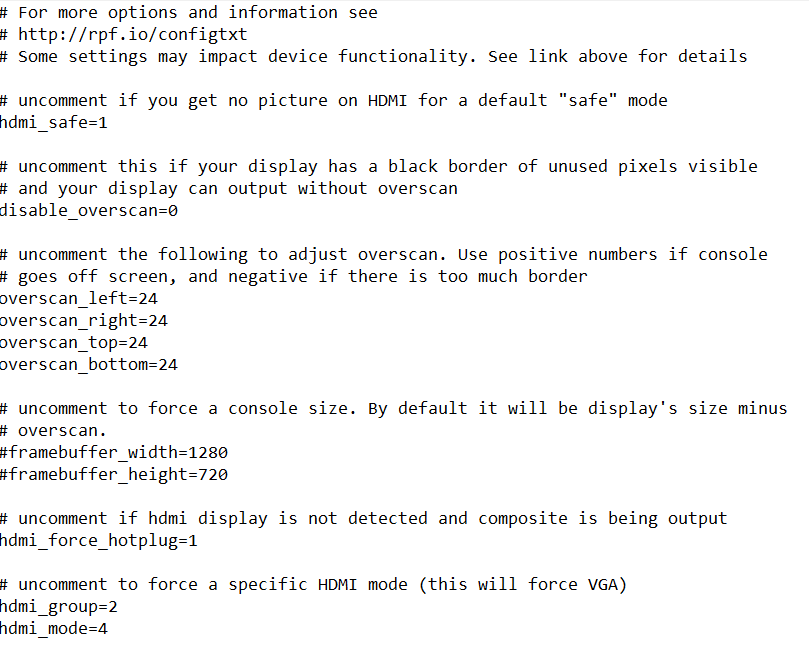 # For more options and information see
# http://rpf.io/configtxt
# Some settings may impact device functionality. See link above for details
# uncomment if you get no picture on HDMI for a default "safe" mode
hdmi_safe=1
# uncomment this if your display has a black border of unused pixels visible
# and your display can output without overscan
disable_overscan=0
# uncomment the following to adjust overscan. Use positive numbers if console
# goes off screen, and negative if there is too much border
overscan_left=24
overscan_right=24
overscan_top=24
overscan_bottom=24
# uncomment to force a console size. By default it will be display's size minus
# overscan.
#framebuffer_width=1280
#framebuffer_height=720
# uncomment if hdmi display is not detected and composite is being output
hdmi_force_hotplug=1
# uncomment to force a specific HDMI mode (this will force VGA)
hdmi_group=2
hdmi_mode=4